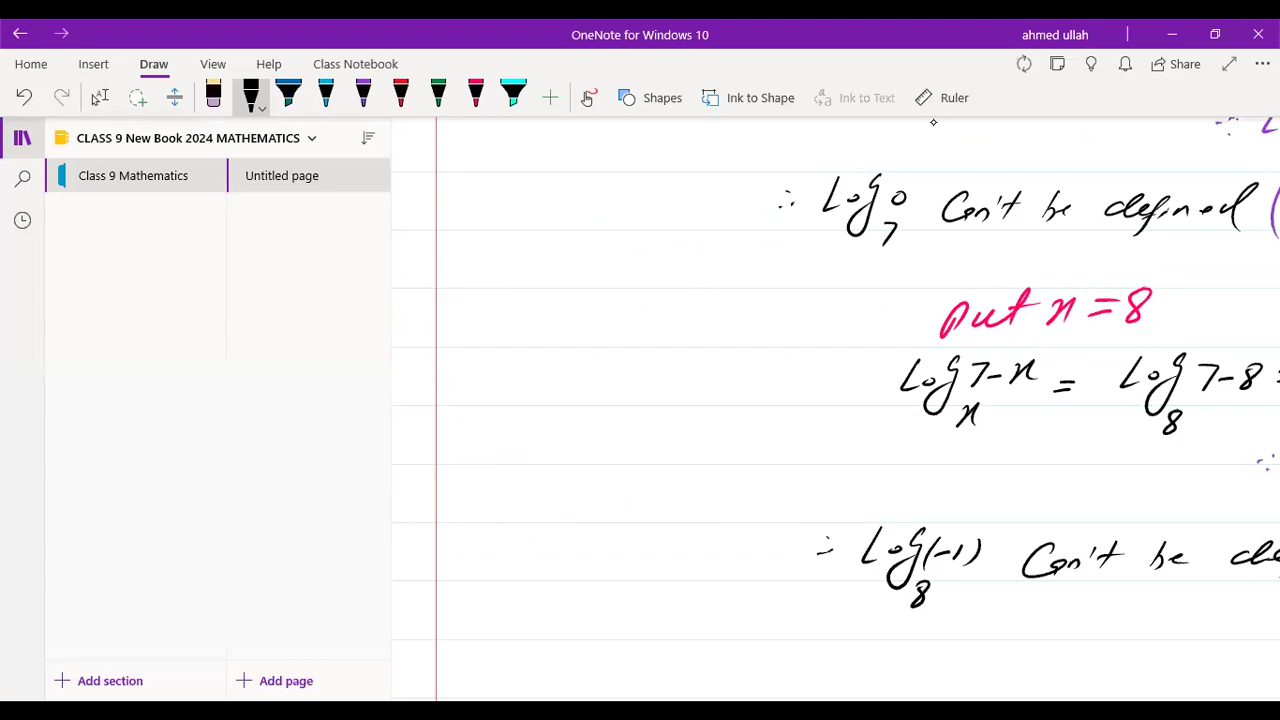 OneNote for Windows 10
ahmed ullah
Home Insert Draw View Help Class Notebook
Share
Shapes Ink to Shape Ink to Text Ruler
CLASS 9 New Book 2024 MATHEMATICS
Class 9 Mathematics
Untitled page
∴ Log₇0 Can't be defined (
put x = 8
Logₓ7-x = Log₈7-8 =
∴ Log₈(-1) Can't be
Add section
Add page